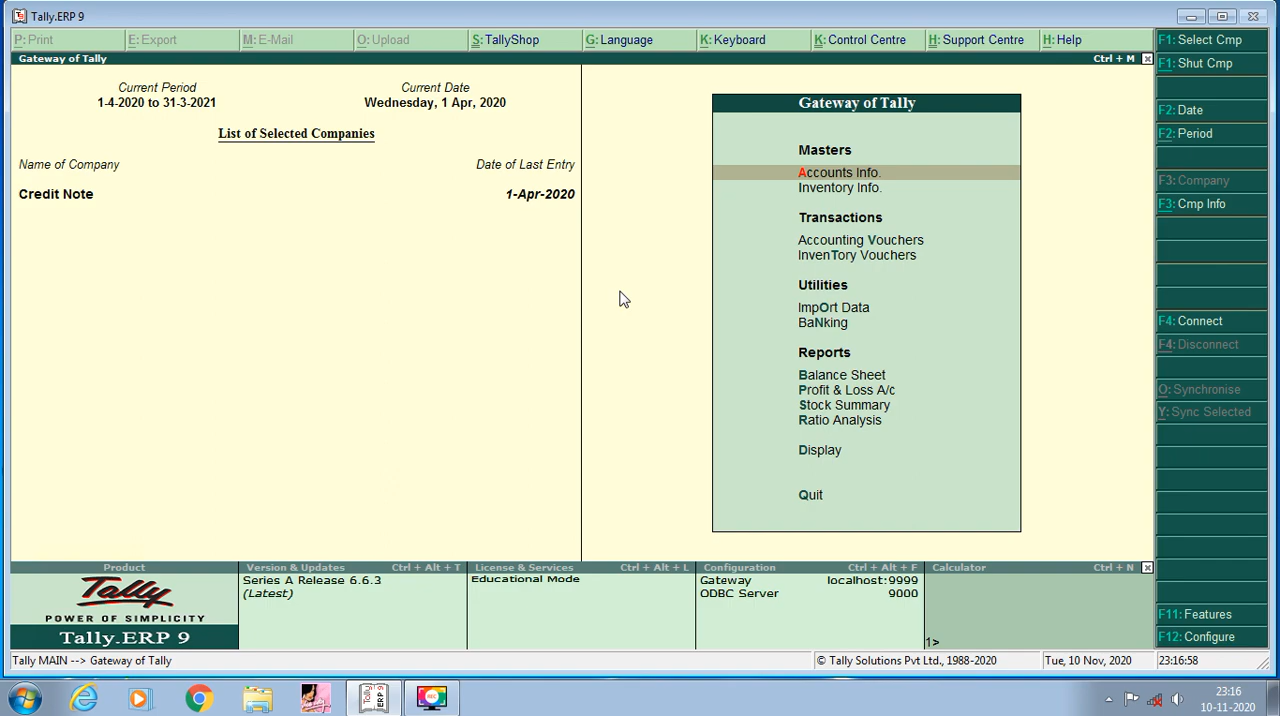 Tally.ERP 9
P: Print
E: Export
M: E-Mail
O: Upload
S: TallyShop
G: Language
K: Keyboard
K: Control Centre
H: Support Centre
H: Help
F1: Select Cmp
F1: Shut Cmp
F2: Date
F2: Period
F3: Company
F3: Cmp Info
F4: Connect
F4: Disconnect
O: Synchronise
Y: Sync Selected
F11: Features
F12: Configure
Gateway of Tally
Ctrl + M
Current Period
1-4-2020 to 31-3-2021
Current Date
Wednesday, 1 Apr, 2020
List of Selected Companies
Name of Company
Date of Last Entry
Credit Note
1-Apr-2020
Gateway of Tally
Masters
Accounts Info.
Inventory Info.
Transactions
Accounting Vouchers
InvenTory Vouchers
Utilities
ImpOrt Data
BaNking
Reports
Balance Sheet
Profit & Loss A/c
Stock Summary
Ratio Analysis
Display
Quit
Product
Tally
POWER OF SIMPLICITY
Tally.ERP 9
Version & Updates
Ctrl + Alt + T
Series A Release 6.6.3
(Latest)
License & Services
Ctrl + Alt + L
Educational Mode
Configuration
Ctrl + Alt + F
Gateway
localhost:9999
ODBC Server
9000
Calculator
Ctrl + N
1>
Tally MAIN --> Gateway of Tally
© Tally Solutions Pvt Ltd., 1988-2020
Tue, 10 Nov, 2020
23:16:58
23:16
10-11-2020